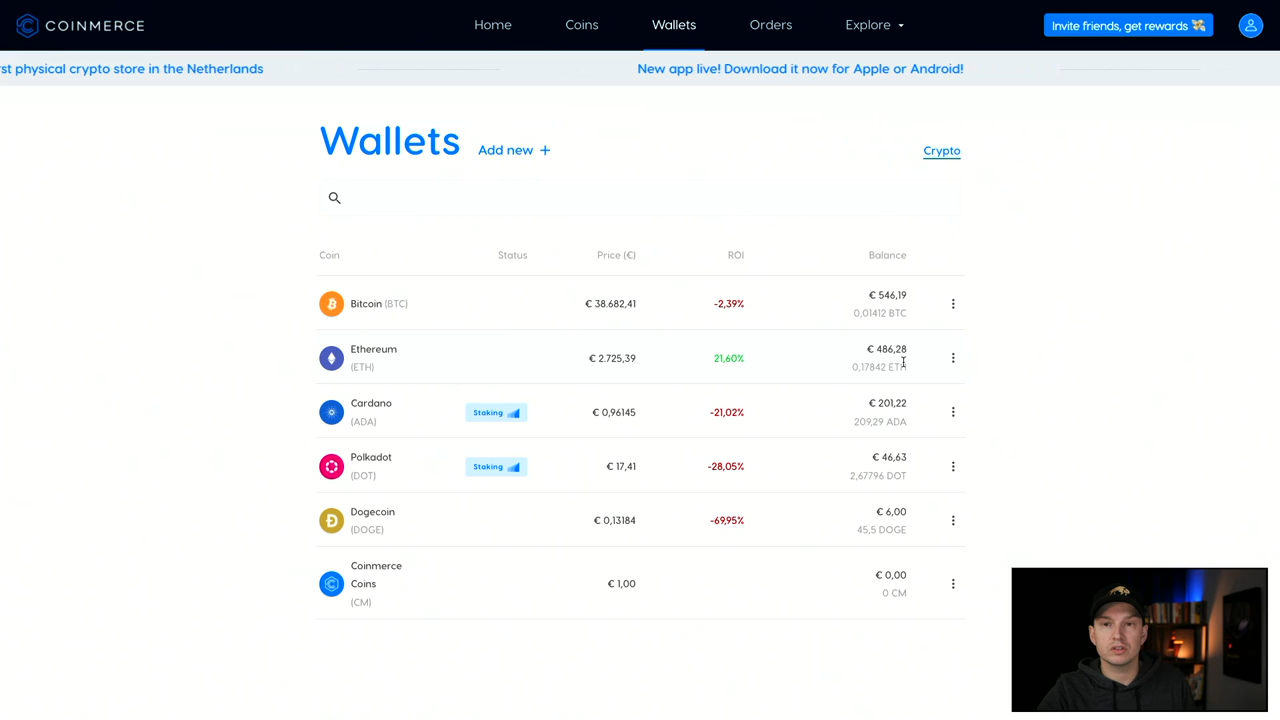 COINMERCE
Home
Coins
Wallets
Orders
Explore
Invite friends, get rewards 💸
rst physical crypto store in the Netherlands
New app live! Download it now for Apple or Android!
Wallets
Add new +
Crypto
Coin
Status
Price (€)
ROI
Balance
Bitcoin (BTC)
€ 38.682,41
-2,39%
€ 546,19
0,01412 BTC
Ethereum
(ETH)
€ 2.725,39
21,60%
€ 486,28
0,17842 ETH
Cardano
(ADA)
Staking
€ 0,96145
-21,02%
€ 201,22
209,29 ADA
Polkadot
(DOT)
Staking
€ 17,41
-28,05%
€ 46,63
2,67796 DOT
Dogecoin
(DOGE)
€ 0,13184
-69,95%
€ 6,00
45,5 DOGE
Coinmerce
Coins
(CM)
€ 1,00
€ 0,00
0 CM